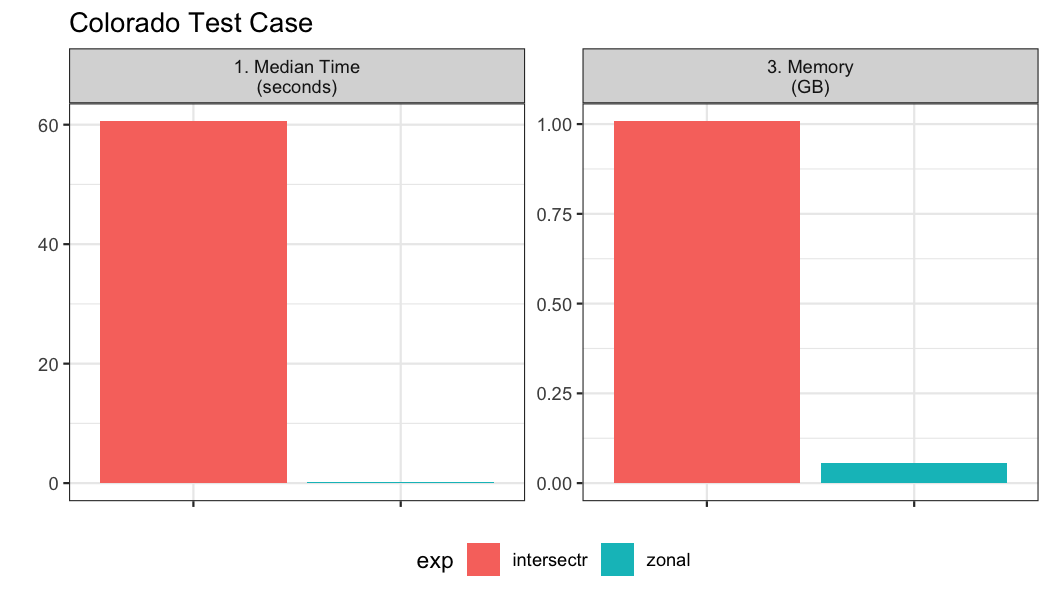 Colorado Test Case
1. Median Time
(seconds)
3. Memory
(GB)
60
40
20
0
1.00
0.75
0.50
0.25
0.00
exp intersectr zonal